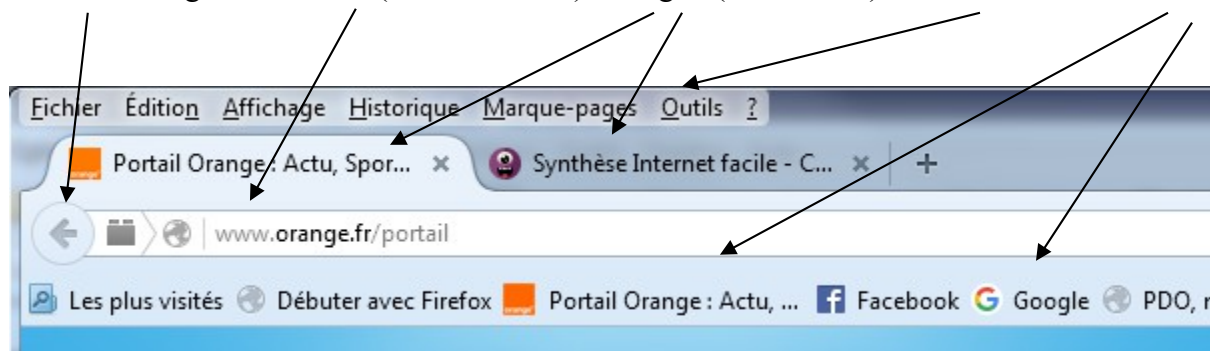 Fichier Édition Affichage Historique Marque-pages Outils ?
Portail Orange : Actu, Spor... × Synthèse Internet facile - C... × +
www.orange.fr/portail
Les plus visités Débuter avec Firefox Portail Orange : Actu, ... Facebook Google PDO, r